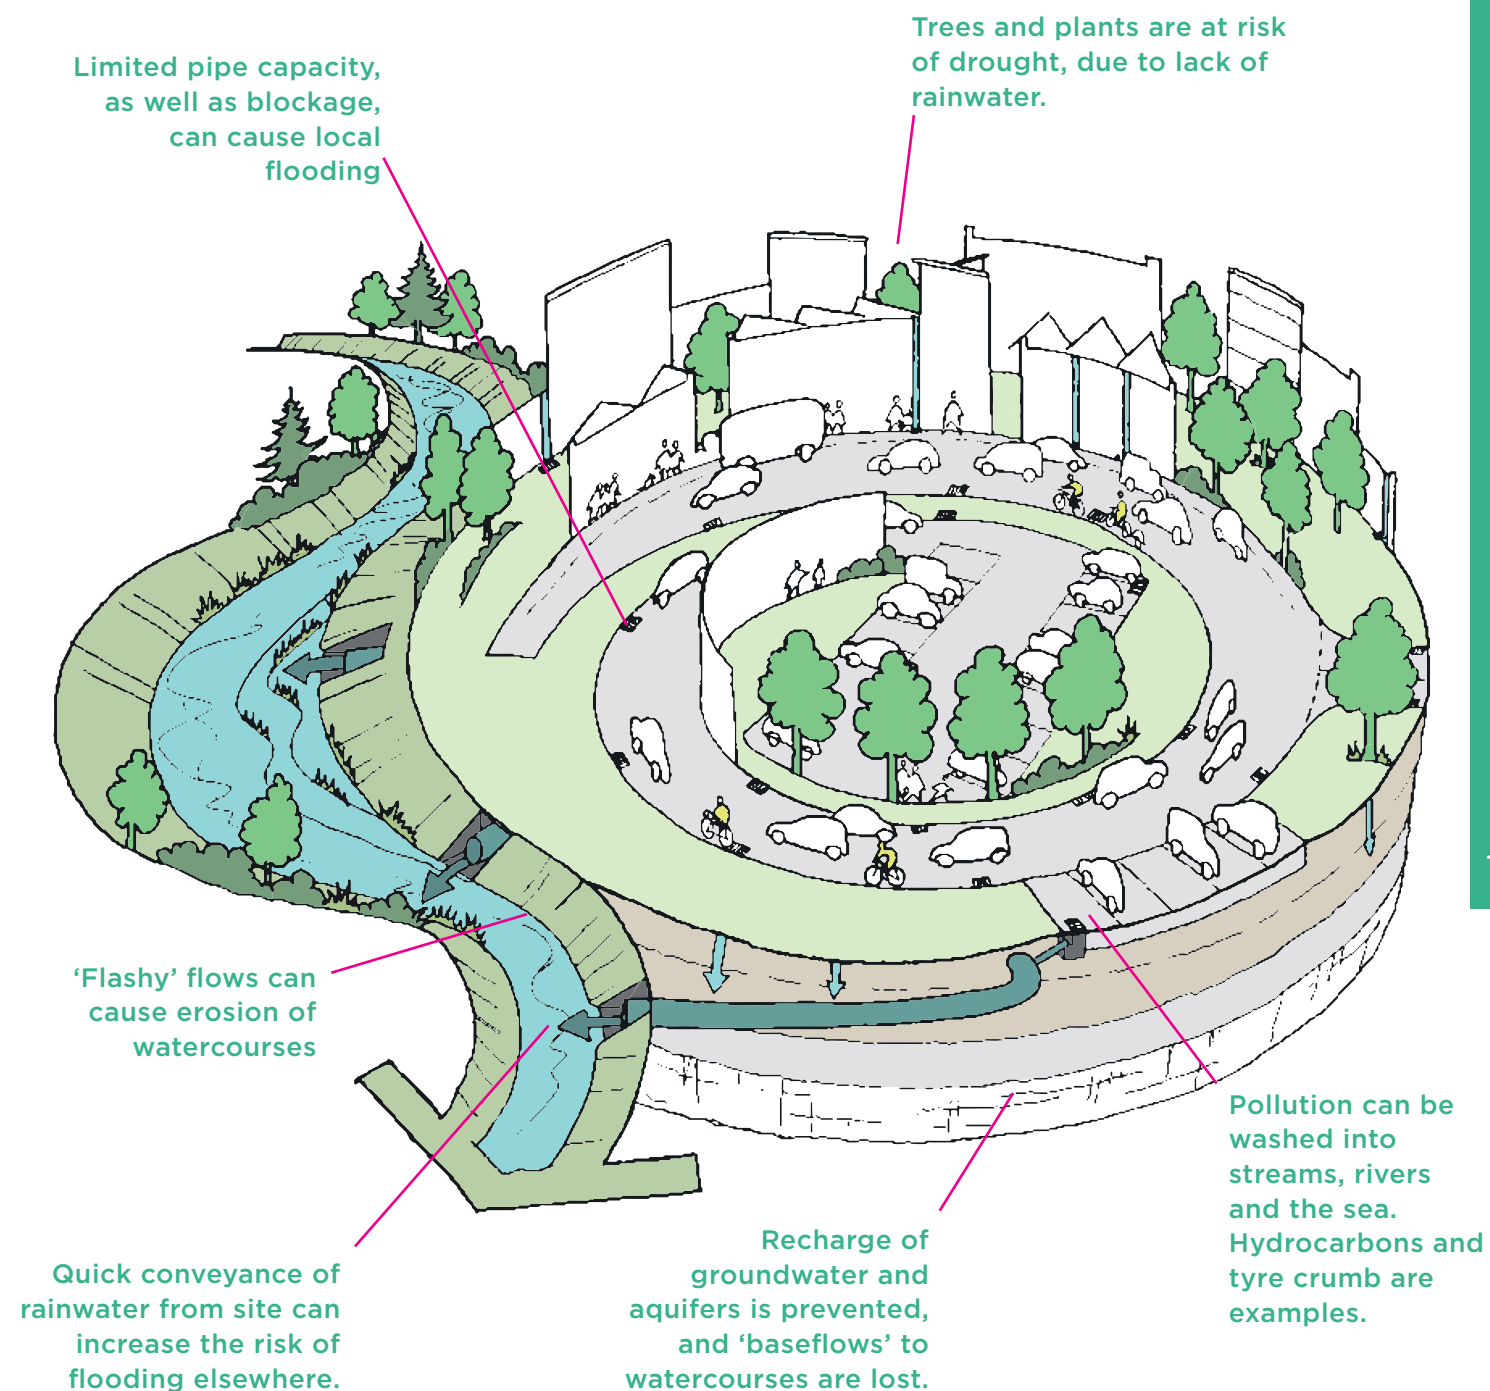 Trees and plants are at risk
of drought, due to lack of
rainwater.
Limited pipe capacity,
as well as blockage,
can cause local
flooding
‘Flashy’ flows can
cause erosion of
watercourses
Pollution can be
washed into
streams, rivers
and the sea.
Hydrocarbons and
tyre crumb are
examples.
Recharge of
groundwater and
aquifers is prevented,
and ‘baseflows’ to
watercourses are lost.
Quick conveyance of
rainwater from site can
increase the risk of
flooding elsewhere.